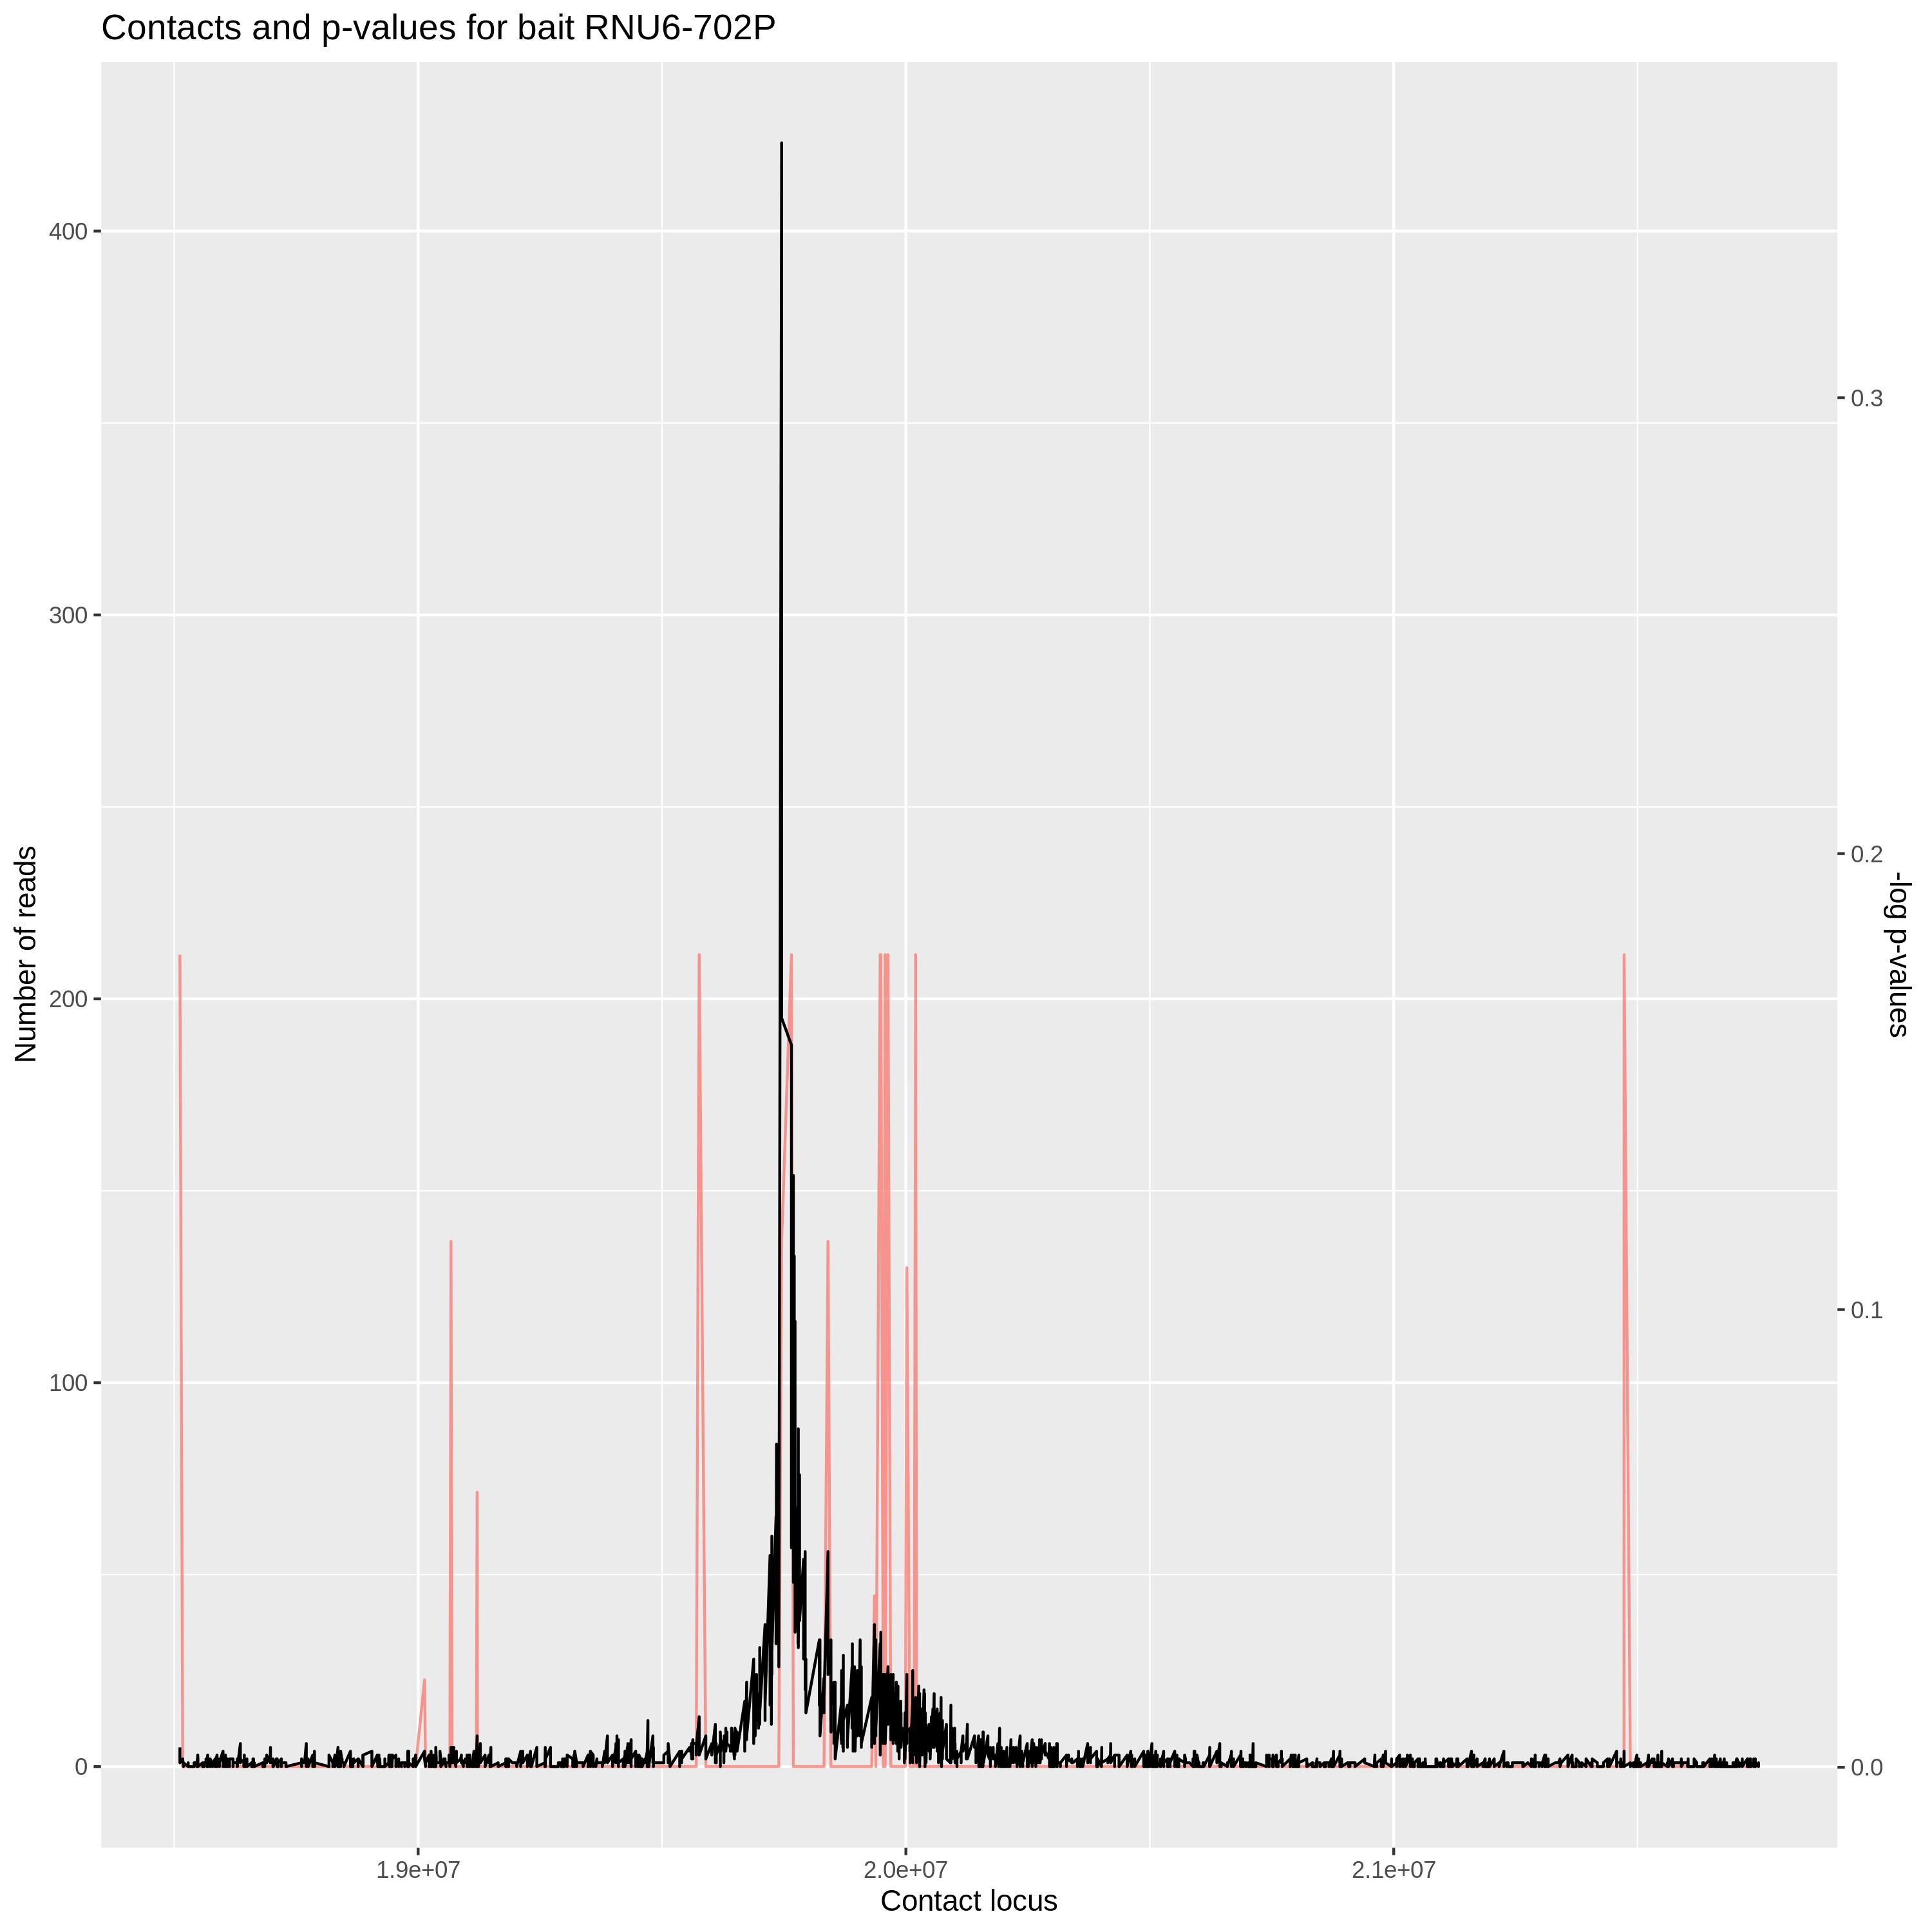 Contacts and p-values for bait RNU6-702P
400
300
200
100
0
Number of reads
0.3
0.2
0.1
0.0
-log p-values
1.9e+07
2.0e+07
2.1e+07
Contact locus